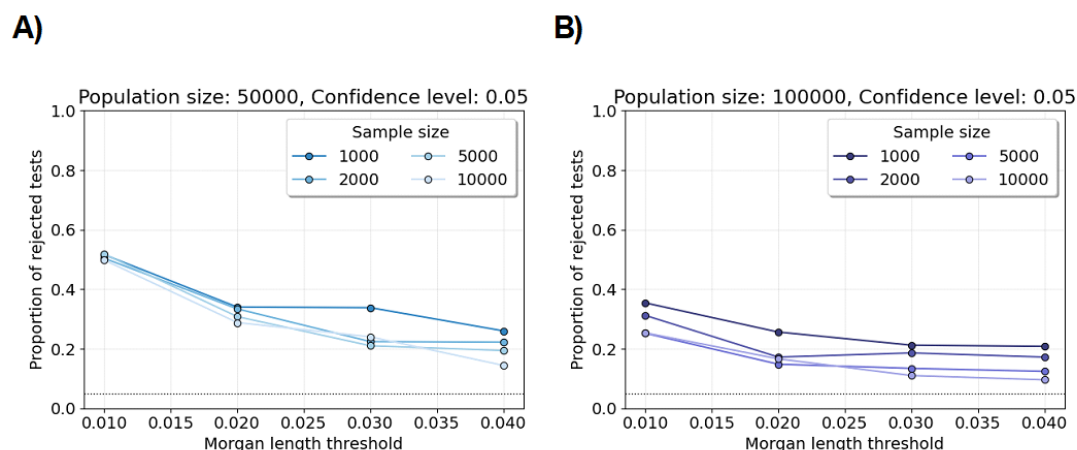 A)
B)
Population size: 50000, Confidence level: 0.05
Proportion of rejected tests
1.0
0.8
0.6
0.4
0.2
0.0
Sample size
1000 5000
2000 10000
0.010 0.015 0.020 0.025 0.030 0.035 0.040
Morgan length threshold
Population size: 100000, Confidence level: 0.05
Proportion of rejected tests
1.0
0.8
0.6
0.4
0.2
0.0
Sample size
1000 5000
2000 10000
0.010 0.015 0.020 0.025 0.030 0.035 0.040
Morgan length threshold